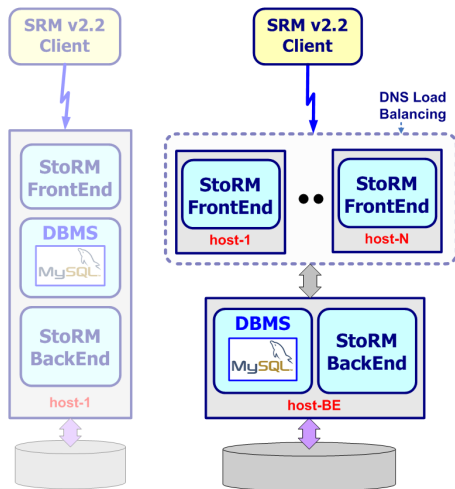 SRM v2.2
Client
StoRM
FrontEnd
DBMS
MySQL
StoRM
BackEnd
host-1
SRM v2.2
Client
DNS Load
Balancing
StoRM
FrontEnd
host-1
StoRM
FrontEnd
host-N
DBMS
MySQL
StoRM
BackEnd
host-BE